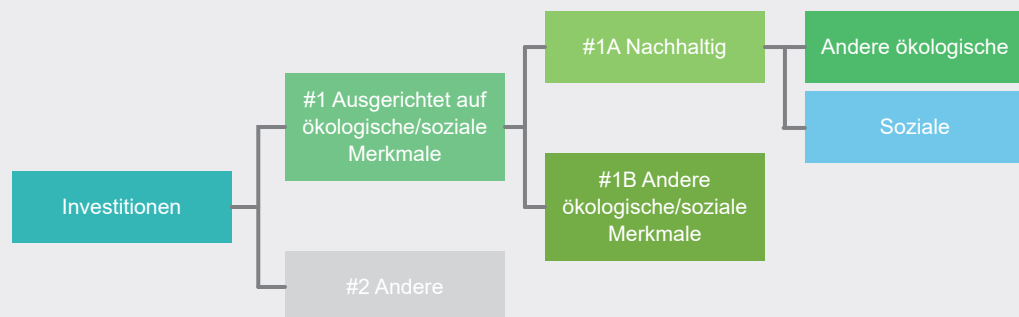 Investitionen
#1 Ausgerichtet auf
ökologische/soziale
Merkmale
#2 Andere
#1A Nachhaltig
#1B Andere
ökologische/soziale
Merkmale
Andere ökologische
Soziale